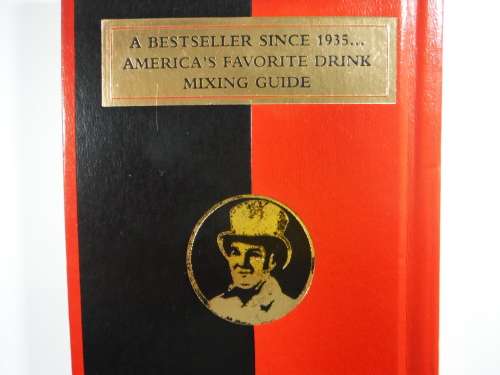 A BESTSELLER SINCE 1935...
AMERICA'S FAVORITE DRINK
MIXING GUIDE